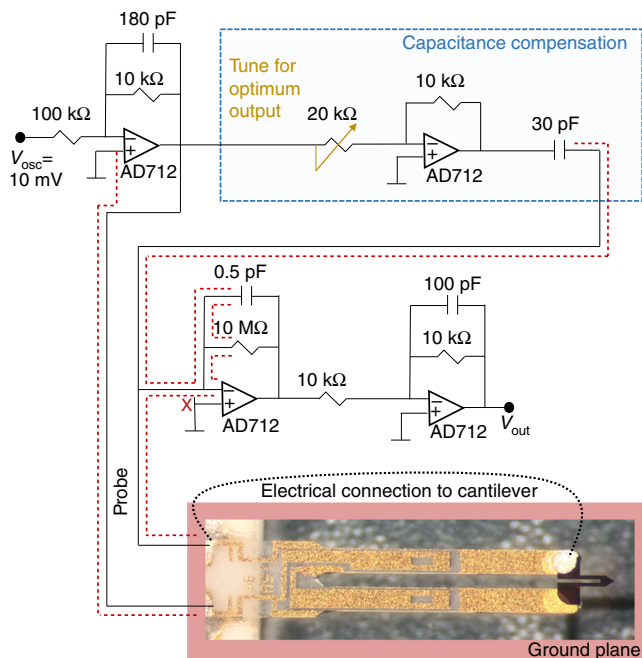 180 pF
10 kΩ
100 kΩ
Vosc=
10 mV
−
+
AD712
Capacitance compensation
Tune for
optimum
output
20 kΩ
10 kΩ
−
+
AD712
30 pF
0.5 pF
10 MΩ
−
+
X
AD712
10 kΩ
100 pF
10 kΩ
−
+
AD712
Vout
Probe
Electrical connection to cantilever
Ground plane